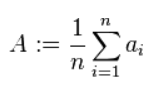 A := \frac{1}{n} \sum_{i=1}^{n} a_i